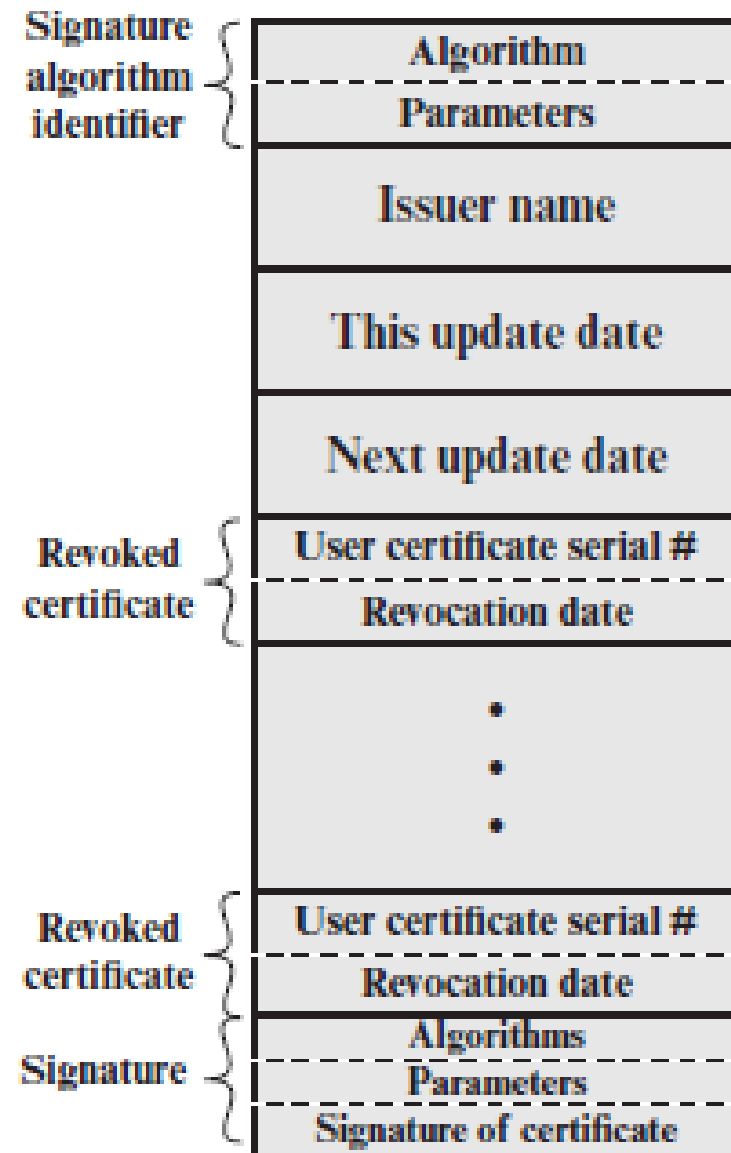 Signature
algorithm
identifier
Algorithm
Parameters
Issuer name
This update date
Next update date
Revoked
certificate
User certificate serial #
Revocation date
Revoked
certificate
User certificate serial #
Revocation date
Signature
Algorithms
Parameters
Signature of certificate